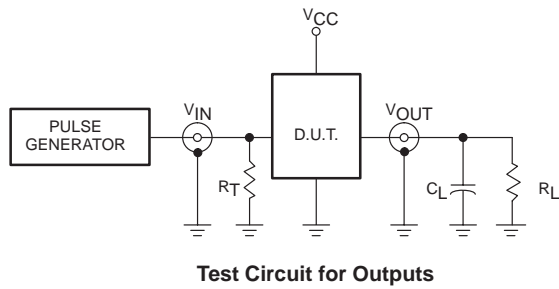 VCC
VIN
VOUT
PULSE
GENERATOR
D.U.T.
RT
CL
RL
Test Circuit for Outputs